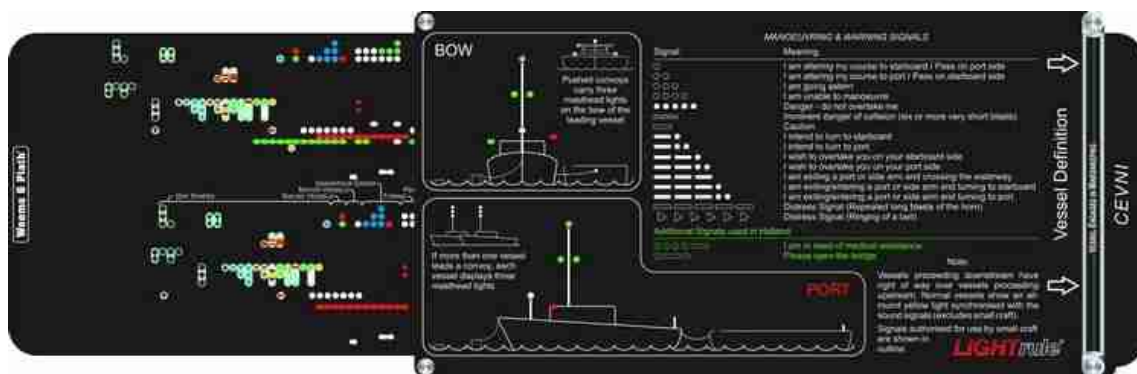 Weems & Plath
BOW
Pushed convoys
carry three
masthead lights
on the bow of the
leading vessel
MANOEUVRING & WARNING SIGNALS
Signal
Meaning
I am altering my course to starboard / Pass on port side
I am altering my course to port / Pass on starboard side
I am going astern
I am unable to manoeuvre
Danger - do not overtake me
Imminent danger of collision (six or more very short blasts)
Caution
I intend to turn to starboard
I intend to turn to port
I wish to overtake you on your starboard side
I wish to overtake you on your port side
I am exiting a port or side arm and crossing the waterway
I am exiting/entering a port or side arm and turning to starboard
I am exiting/entering a port or side arm and turning to port
Distress Signal (Repeated long blasts of the horn)
Distress Signal (Ringing of a bell)
Additional Signals used in Holland
I am in need of medical assistance
Please open the bridge
If more than one vessel
leads a convoy, each
vessel displays three
masthead lights
PORT
Note:
Vessels proceeding downstream have
right of way over vessels proceeding
upstream. Normal vessels show an all-
round yellow light synchronised with the
sound signals (excludes small craft).
Signals authorised for use by small craft
are shown in
outline.
LIGHTrule
Vessel Definition
CEVNI